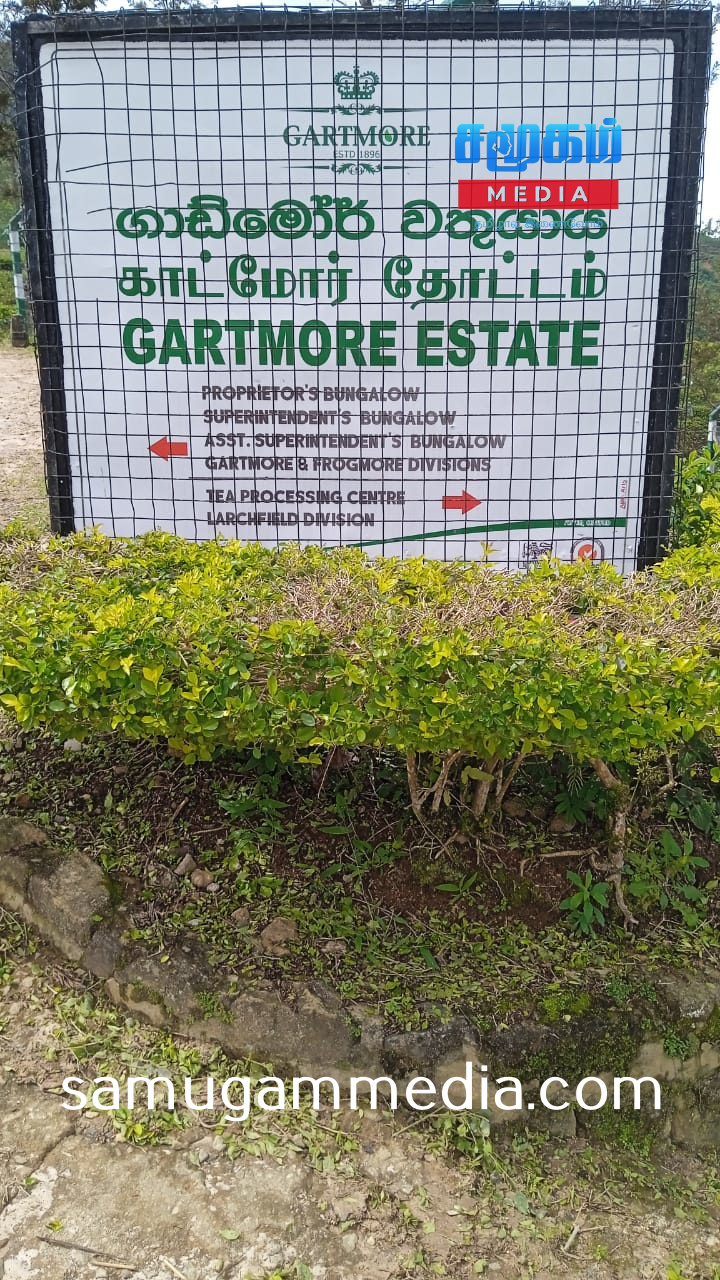 GARTMORE
ESTD 1896
சமூகம்
MEDIA
ගාඩ්මෝර් වතුයාය
காட்மோர் தோட்டம்
GARTMORE ESTATE
PROPRIETOR'S BUNGALOW
SUPERINTENDENT'S BUNGALOW
ASST. SUPERINTENDENT'S BUNGALOW
GARTMORE & FROGMORE DIVISIONS
TEA PROCESSING CENTRE
LARCHFIELD DIVISION
samugammedia.com